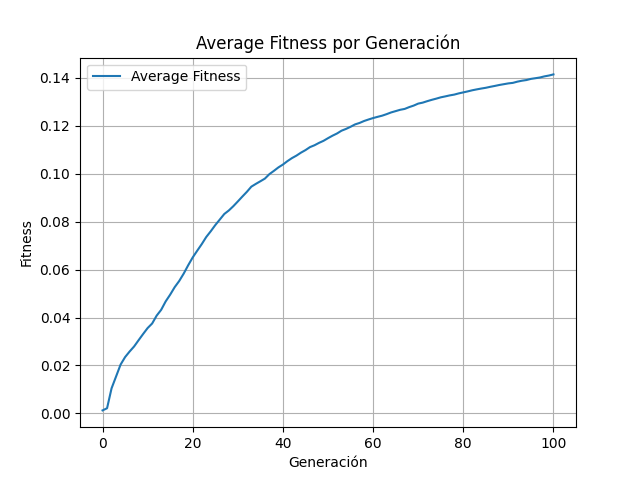 Average Fitness por Generación
Average Fitness
0.14
0.12
0.10
0.08
0.06
0.04
0.02
0.00
Fitness
0 20 40 60 80 100
Generación